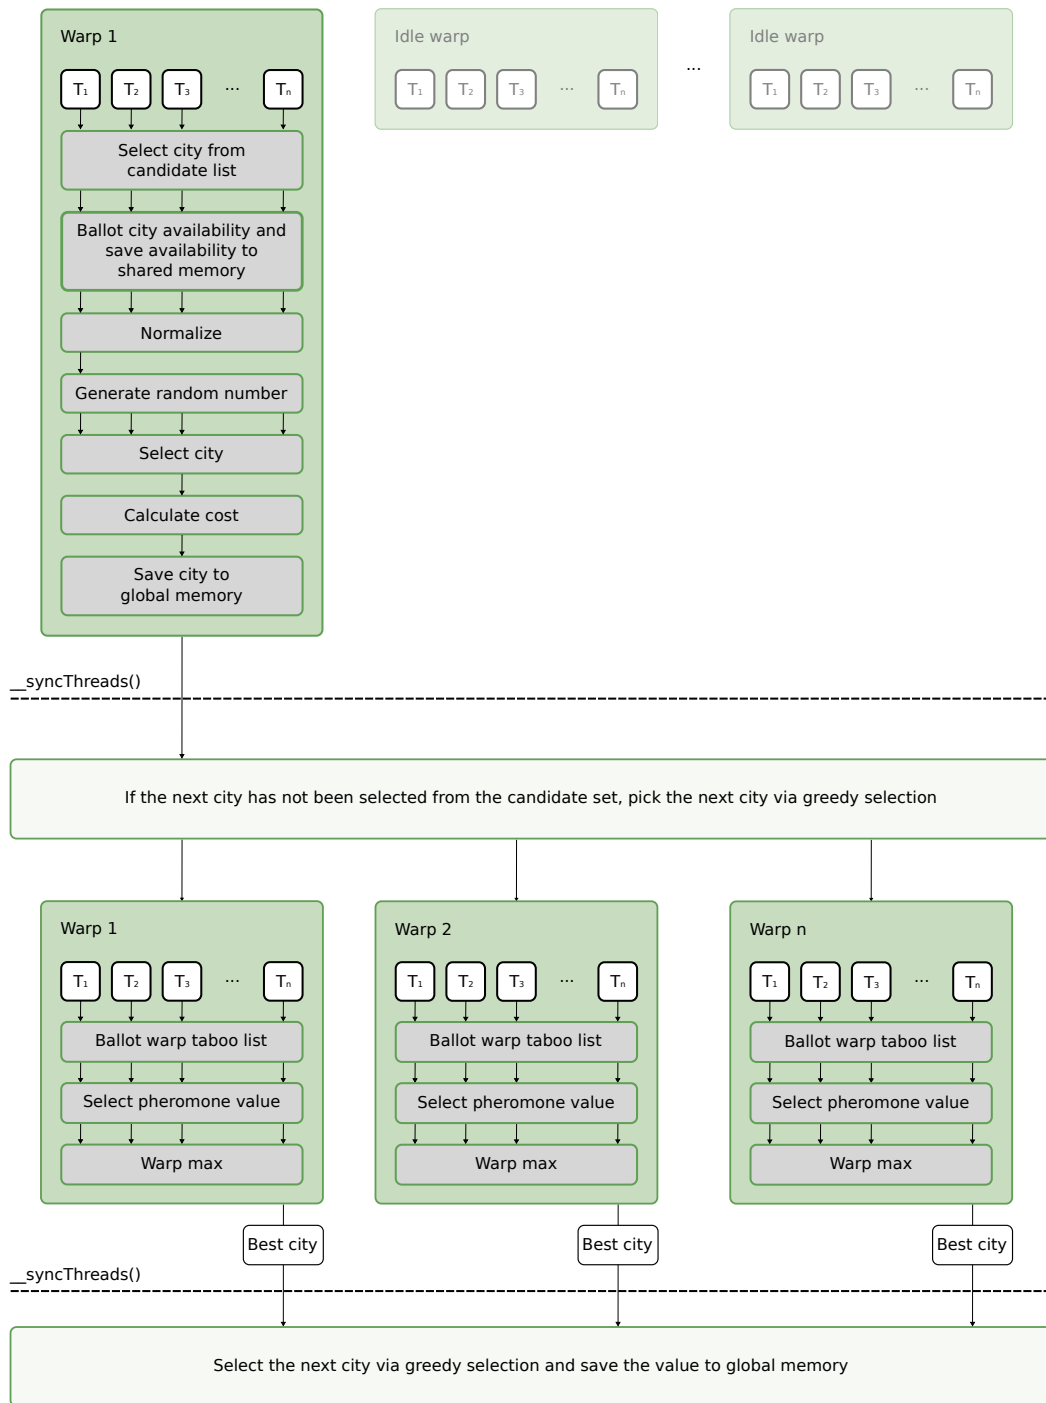 Warp 1
T₁ T₂ T₃ ... Tₙ
Select city from
candidate list
Ballot city availability and
save availability to
shared memory
Normalize
Generate random number
Select city
Calculate cost
Save city to
global memory
Idle warp
T₁ T₂ T₃ ... Tₙ
...
Idle warp
T₁ T₂ T₃ ... Tₙ
__syncThreads()
If the next city has not been selected from the candidate set, pick the next city via greedy selection
Warp 1
T₁ T₂ T₃ ... Tₙ
Ballot warp taboo list
Select pheromone value
Warp max
Best city
Warp 2
T₁ T₂ T₃ ... Tₙ
Ballot warp taboo list
Select pheromone value
Warp max
Best city
Warp n
T₁ T₂ T₃ ... Tₙ
Ballot warp taboo list
Select pheromone value
Warp max
Best city
__syncThreads()
Select the next city via greedy selection and save the value to global memory